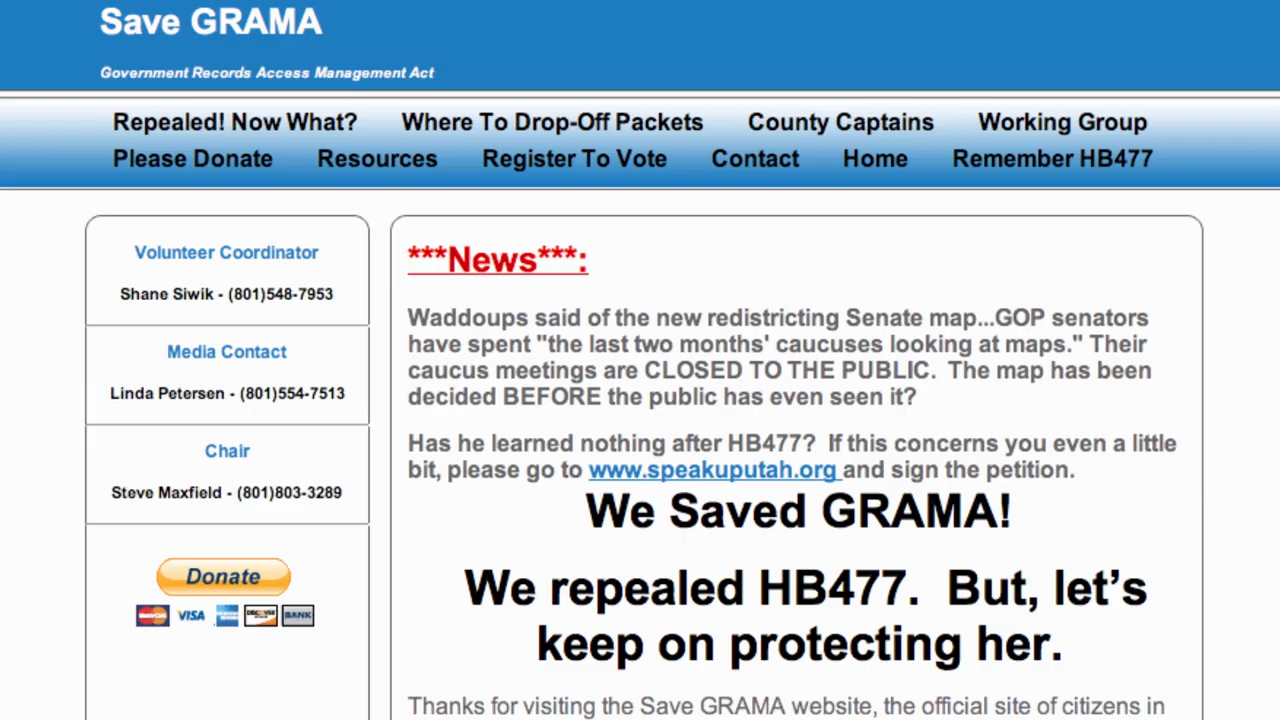 Save GRAMA
Government Records Access Management Act
Repealed! Now What? Where To Drop-Off Packets County Captains Working Group
Please Donate Resources Register To Vote Contact Home Remember HB477
Volunteer Coordinator
Shane Siwik - (801)548-7953
Media Contact
Linda Petersen - (801)554-7513
Chair
Steve Maxfield - (801)803-3289
Donate
MasterCard VISA AMERICAN EXPRESS DISCOVER BANK
***News***:
Waddoups said of the new redistricting Senate map...GOP senators
have spent "the last two months' caucuses looking at maps." Their
caucus meetings are CLOSED TO THE PUBLIC. The map has been
decided BEFORE the public has even seen it?
Has he learned nothing after HB477? If this concerns you even a little
bit, please go to www.speakuputah.org and sign the petition.
We Saved GRAMA!
We repealed HB477. But, let's
keep on protecting her.
Thanks for visiting the Save GRAMA website, the official site of citizens in